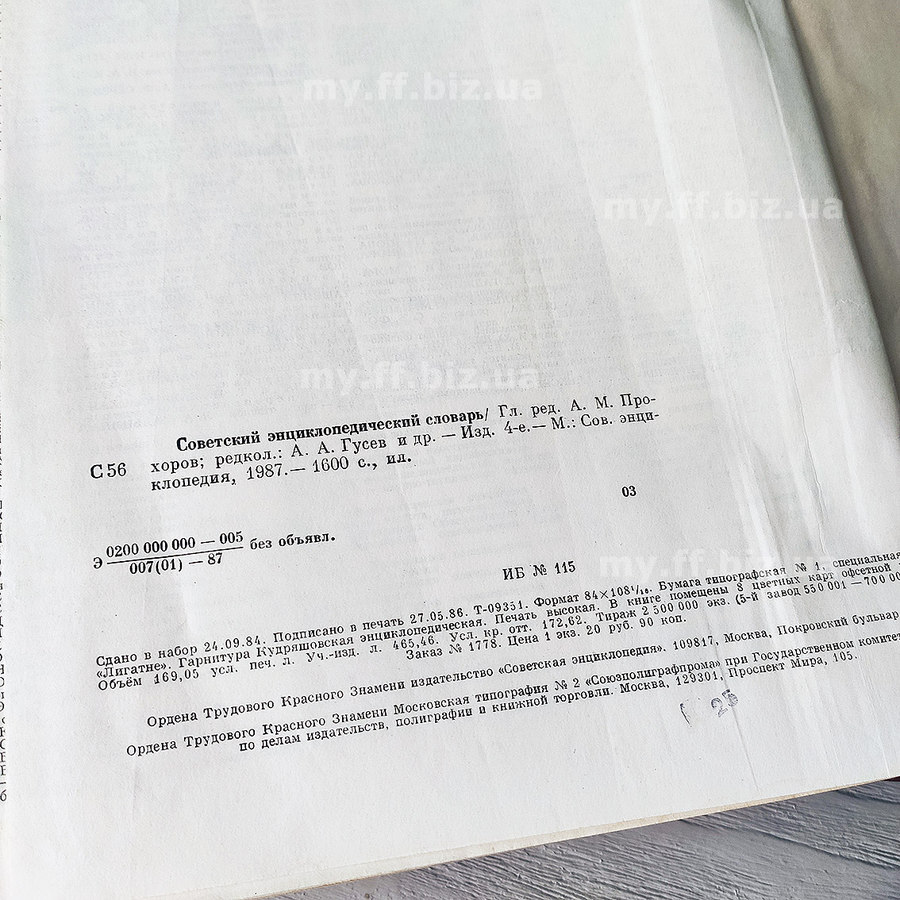 my.ff.biz.ua
my.ff.biz.ua
my.ff.biz.ua
Советский энциклопедический словарь/ Гл. ред. А. М. Про-
С 56 хоров; редкол.: А. А. Гусев и др. — Изд. 4-е.— М.: Сов. энци-
клопедия, 1987.— 1600 с., ил.
03
Э 0200 000 000 — 005 без объявл.
007(01) — 87
my.ff.biz.ua
ИБ № 115
Сдано в набор 24.09.84. Подписано в печать 27.05.86. Т-09351. Формат 84×108¹/₁₆. Бумага типографская № 1, специальная
«Лигатне». Гарнитура Кудряшовская энциклопедическая. Печать высокая. В книге помещены 8 цветных карт офсетной
Объём 169,05 усл. печ. л. Уч.-изд. л. 465,46. Усл. кр. отт. 172,62. Тираж 2 500 000 экз. (5-й завод 550 001 — 700 00
Заказ № 1778. Цена 1 экз. 20 руб. 90 коп.
Ордена Трудового Красного Знамени издательство «Советская энциклопедия». 109817, Москва, Покровский бульвар
Ордена Трудового Красного Знамени Московская типография № 2 «Союзполиграфпрома» при Государственном комитет
по делам издательств, полиграфии и книжной торговли. Москва, 129301, Проспект Мира, 105.
25